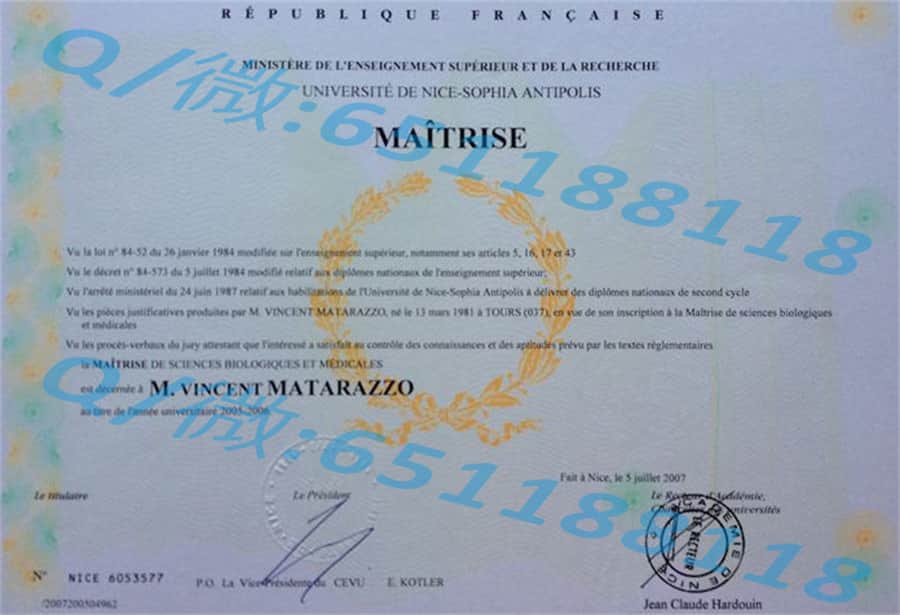 RÉPUBLIQUE FRANÇAISE
MINISTÈRE DE L'ENSEIGNEMENT SUPÉRIEUR ET DE LA RECHERCHE
UNIVERSITÉ DE NICE-SOPHIA ANTIPOLIS
MAÎTRISE
Q/微:651188118
Vu la loi n° 84-52 du 26 janvier 1984 modifiée sur l'enseignement supérieur, notamment ses articles 5, 16, 17 et 43
Vu le décret n° 84-573 du 5 juillet 1984 modifié relatif aux diplômes nationaux de l'enseignement supérieur;
Vu l'arrêté ministériel du 24 juin 1987 relatif aux habilitations de l'Université de Nice-Sophia Antipolis à délivrer des diplômes nationaux de second cycle
Vu les pièces justificatives produites par M. VINCENT MATARAZZO, né le 13 mars 1981 à TOURS (037), en vue de son inscription à la Maîtrise de sciences biologiques
et médicales
Vu les procès-verbaux du jury attestant que l'intéressé a satisfait au contrôle des connaissances et des aptitudes prévu par les textes réglementaires
la MAÎTRISE DE SCIENCES BIOLOGIQUES ET MÉDICALES
est décernée à M. VINCENT MATARAZZO
au titre de l'année universitaire 2005-2006
Q/微:651188118
Fait à Nice, le 5 juillet 2007
Le titulaire
Le Président
Le Recteur d'Académie,
Chancelier des universités
ACADEMIE DE NICE
LE RECTEUR
N° NICE 6053577
P.O. La Vice-Présidente du CEVU E. KOTLER
/2007200504962
Jean Claude Hardouin